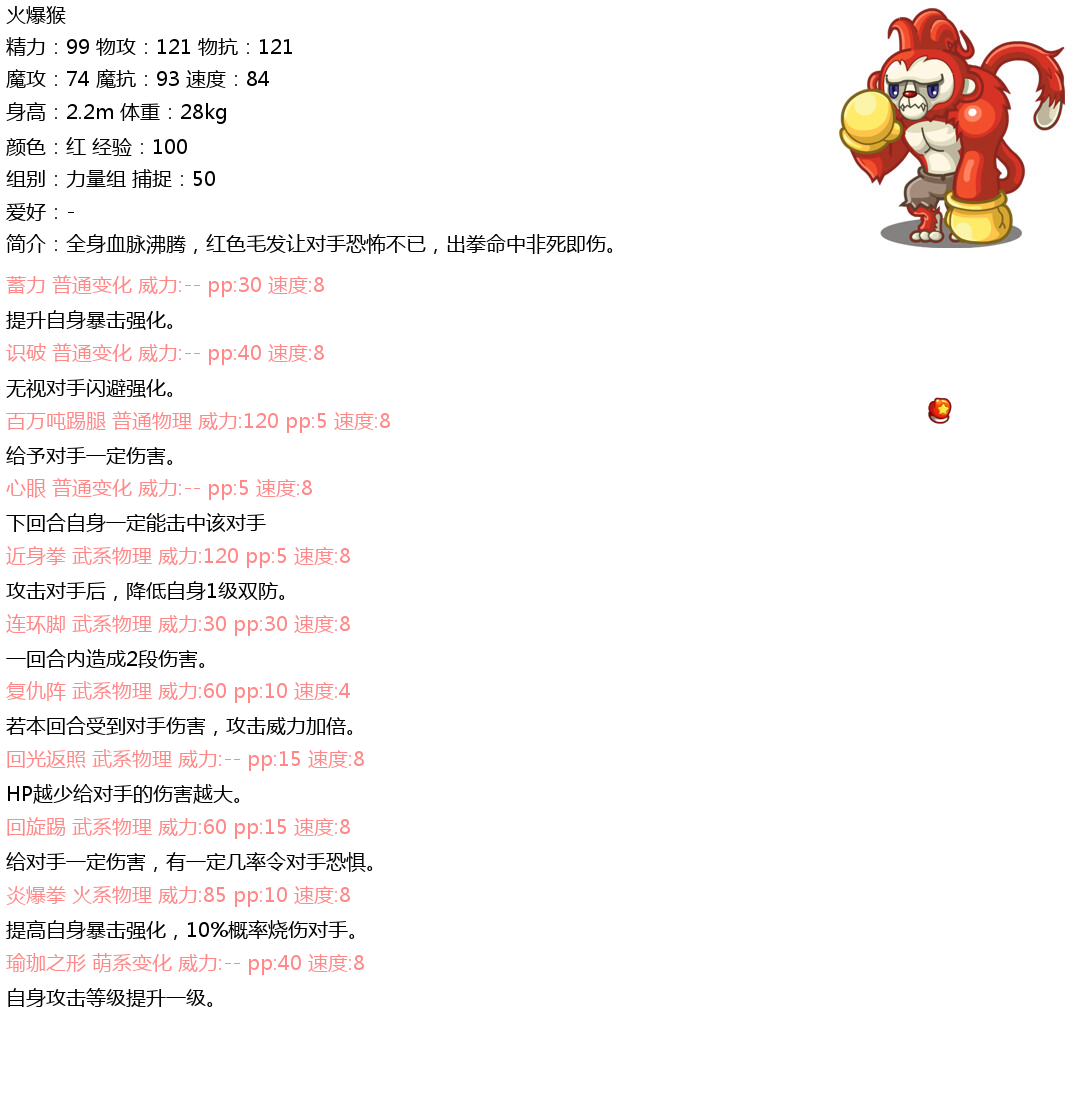 火爆猴
精力：99 物攻：121 物抗：121
魔攻：74 魔抗：93 速度：84
身高：2.2m 体重：28kg
颜色：红 经验：100
组别：力量组 捕捉：50
爱好：-
简介：全身血脉沸腾，红色毛发让对手恐怖不已，出拳命中非死即伤。
蓄力 普通变化 威力:-- pp:30 速度:8
提升自身暴击强化。
识破 普通变化 威力:-- pp:40 速度:8
无视对手闪避强化。
百万吨踢腿 普通物理 威力:120 pp:5 速度:8
给予对手一定伤害。
心眼 普通变化 威力:-- pp:5 速度:8
下回合自身一定能击中该对手
近身拳 武系物理 威力:120 pp:5 速度:8
攻击对手后，降低自身1级双防。
连环脚 武系物理 威力:30 pp:30 速度:8
一回合内造成2段伤害。
复仇阵 武系物理 威力:60 pp:10 速度:4
若本回合受到对手伤害，攻击威力加倍。
回光返照 武系物理 威力:-- pp:15 速度:8
HP越少给对手的伤害越大。
回旋踢 武系物理 威力:60 pp:15 速度:8
给对手一定伤害，有一定几率令对手恐惧。
炎爆拳 火系物理 威力:85 pp:10 速度:8
提高自身暴击强化，10%概率烧伤对手。
瑜珈之形 萌系变化 威力:-- pp:40 速度:8
自身攻击等级提升一级。